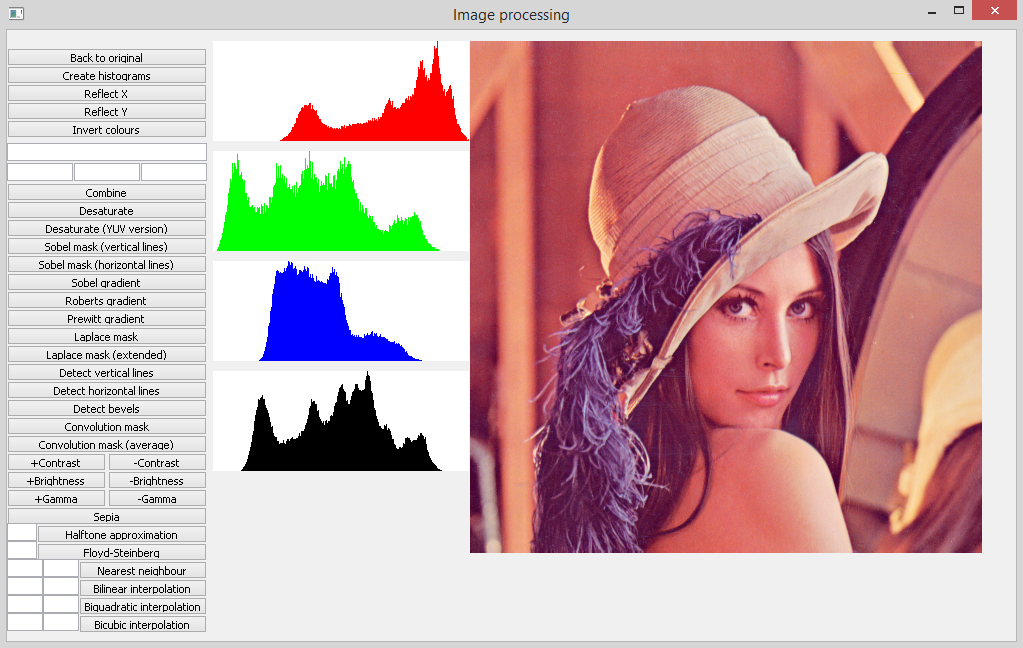 Image processing
Back to original
Create histograms
Reflect X
Reflect Y
Invert colours
Combine
Desaturate
Desaturate (YUV version)
Sobel mask (vertical lines)
Sobel mask (horizontal lines)
Sobel gradient
Roberts gradient
Prewitt gradient
Laplace mask
Laplace mask (extended)
Detect vertical lines
Detect horizontal lines
Detect bevels
Convolution mask
Convolution mask (average)
+Contrast -Contrast
+Brightness -Brightness
+Gamma -Gamma
Sepia
Halftone approximation
Floyd-Steinberg
Nearest neighbour
Bilinear interpolation
Biquadratic interpolation
Bicubic interpolation